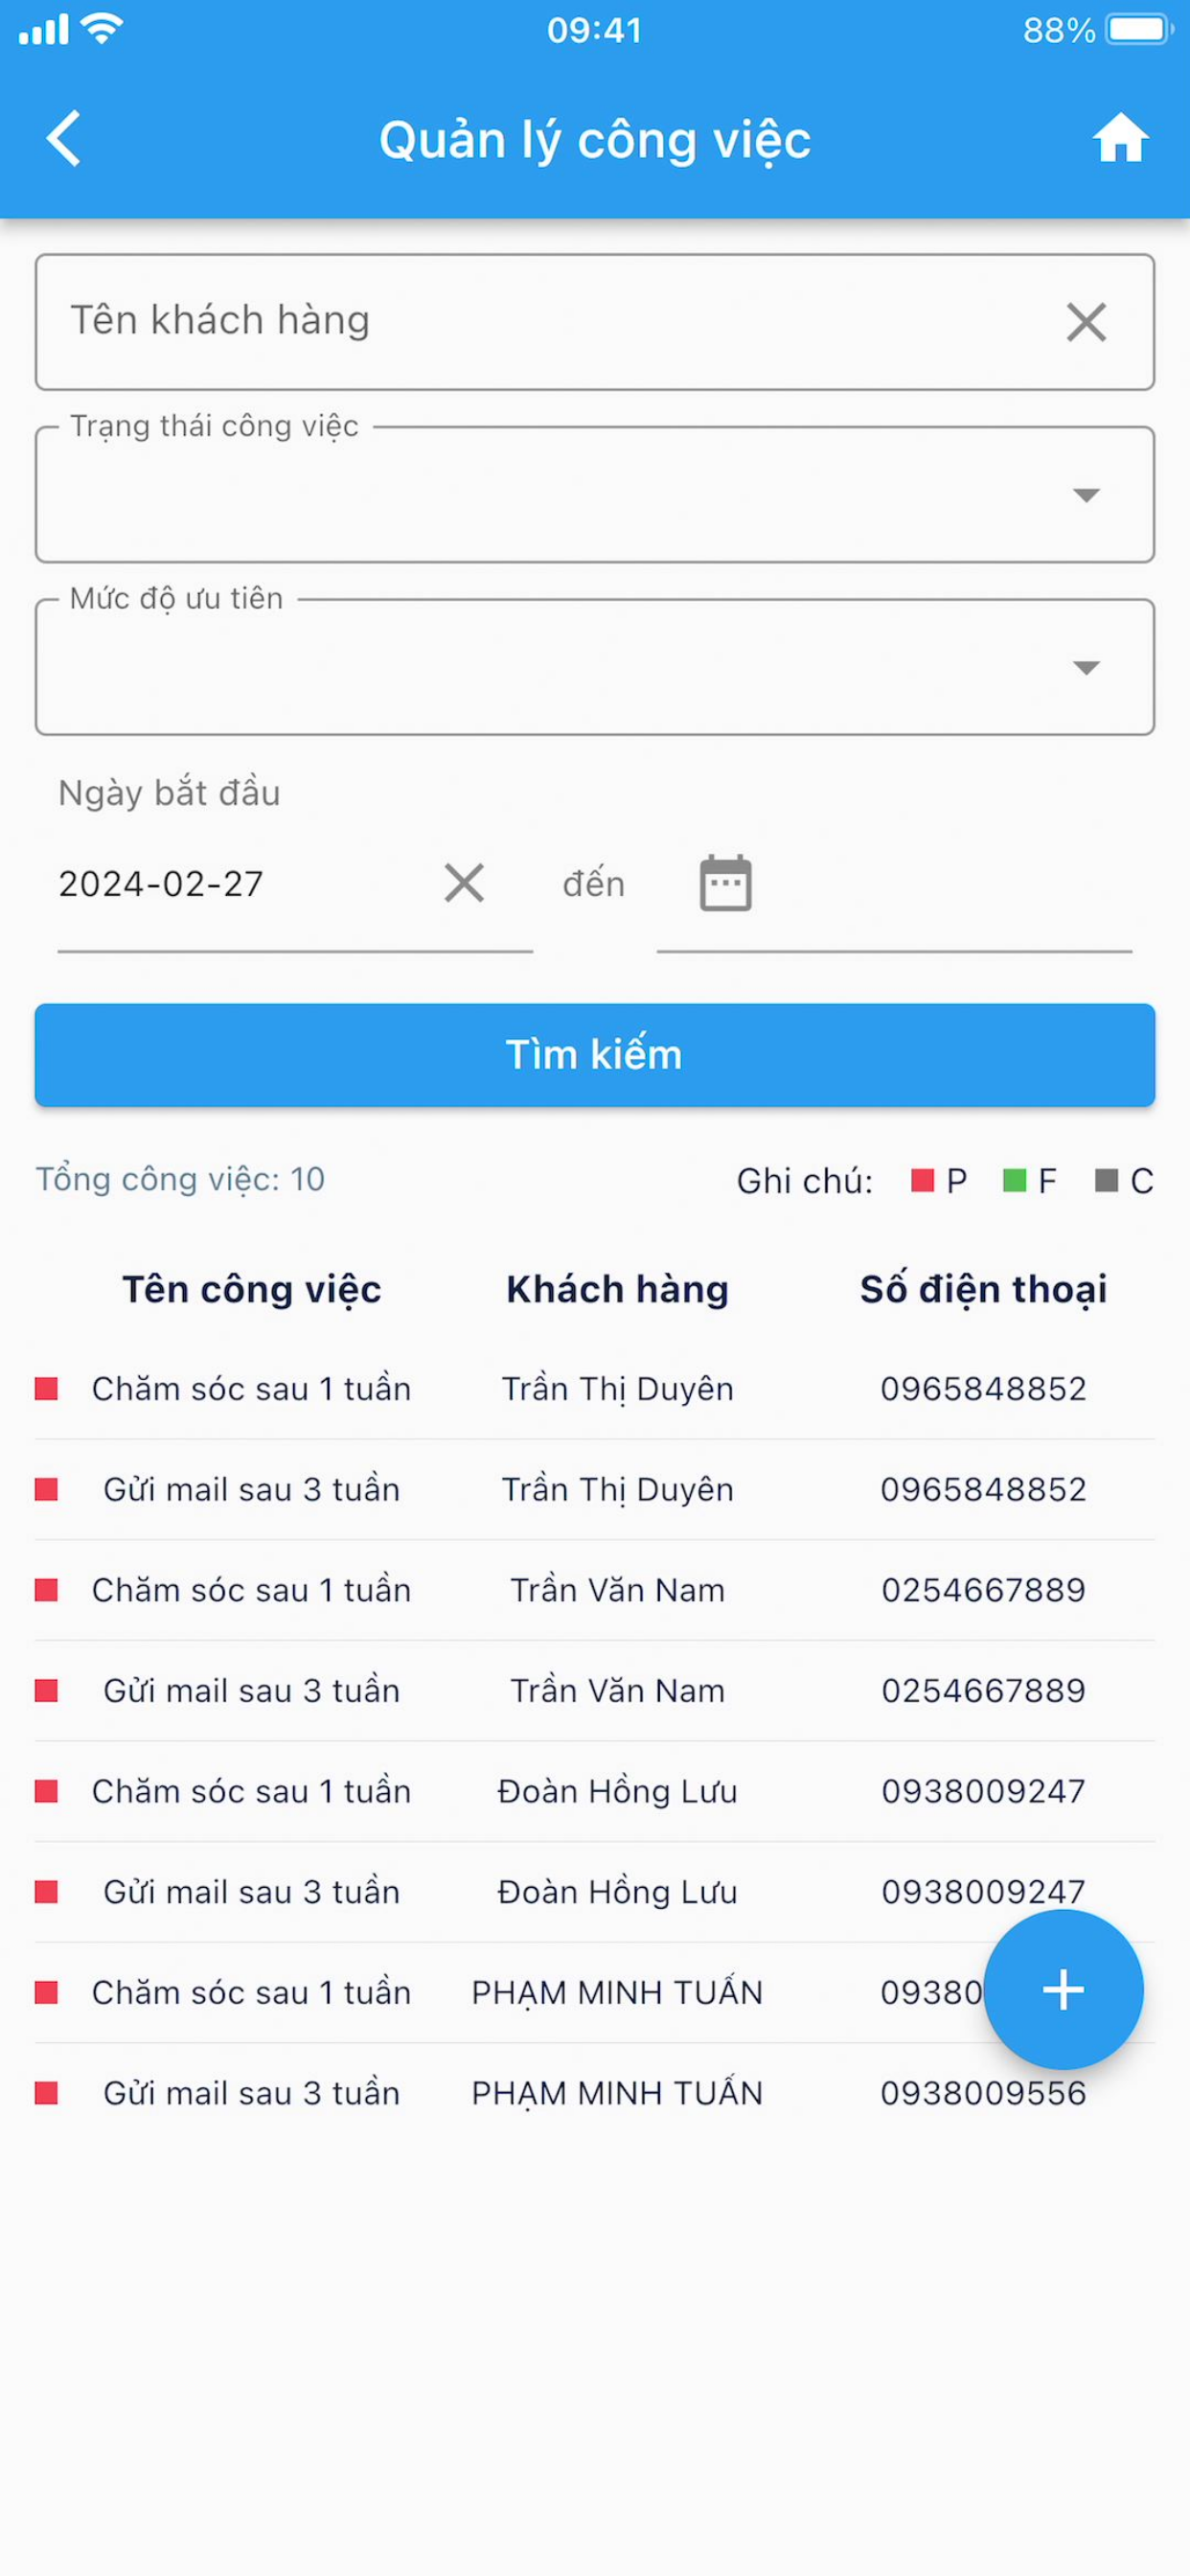 09:41
88%
Quản lý công việc
Tên khách hàng
Trạng thái công việc
Mức độ ưu tiên
Ngày bắt đầu
2024-02-27 đến
Tìm kiếm
Tổng công việc: 10 Ghi chú: P F C
Tên công việc Khách hàng Số điện thoại
Chăm sóc sau 1 tuần Trần Thị Duyên 0965848852
Gửi mail sau 3 tuần Trần Thị Duyên 0965848852
Chăm sóc sau 1 tuần Trần Văn Nam 0254667889
Gửi mail sau 3 tuần Trần Văn Nam 0254667889
Chăm sóc sau 1 tuần Đoàn Hồng Lưu 0938009247
Gửi mail sau 3 tuần Đoàn Hồng Lưu 0938009247
Chăm sóc sau 1 tuần PHẠM MINH TUẤN 09380
Gửi mail sau 3 tuần PHẠM MINH TUẤN 0938009556